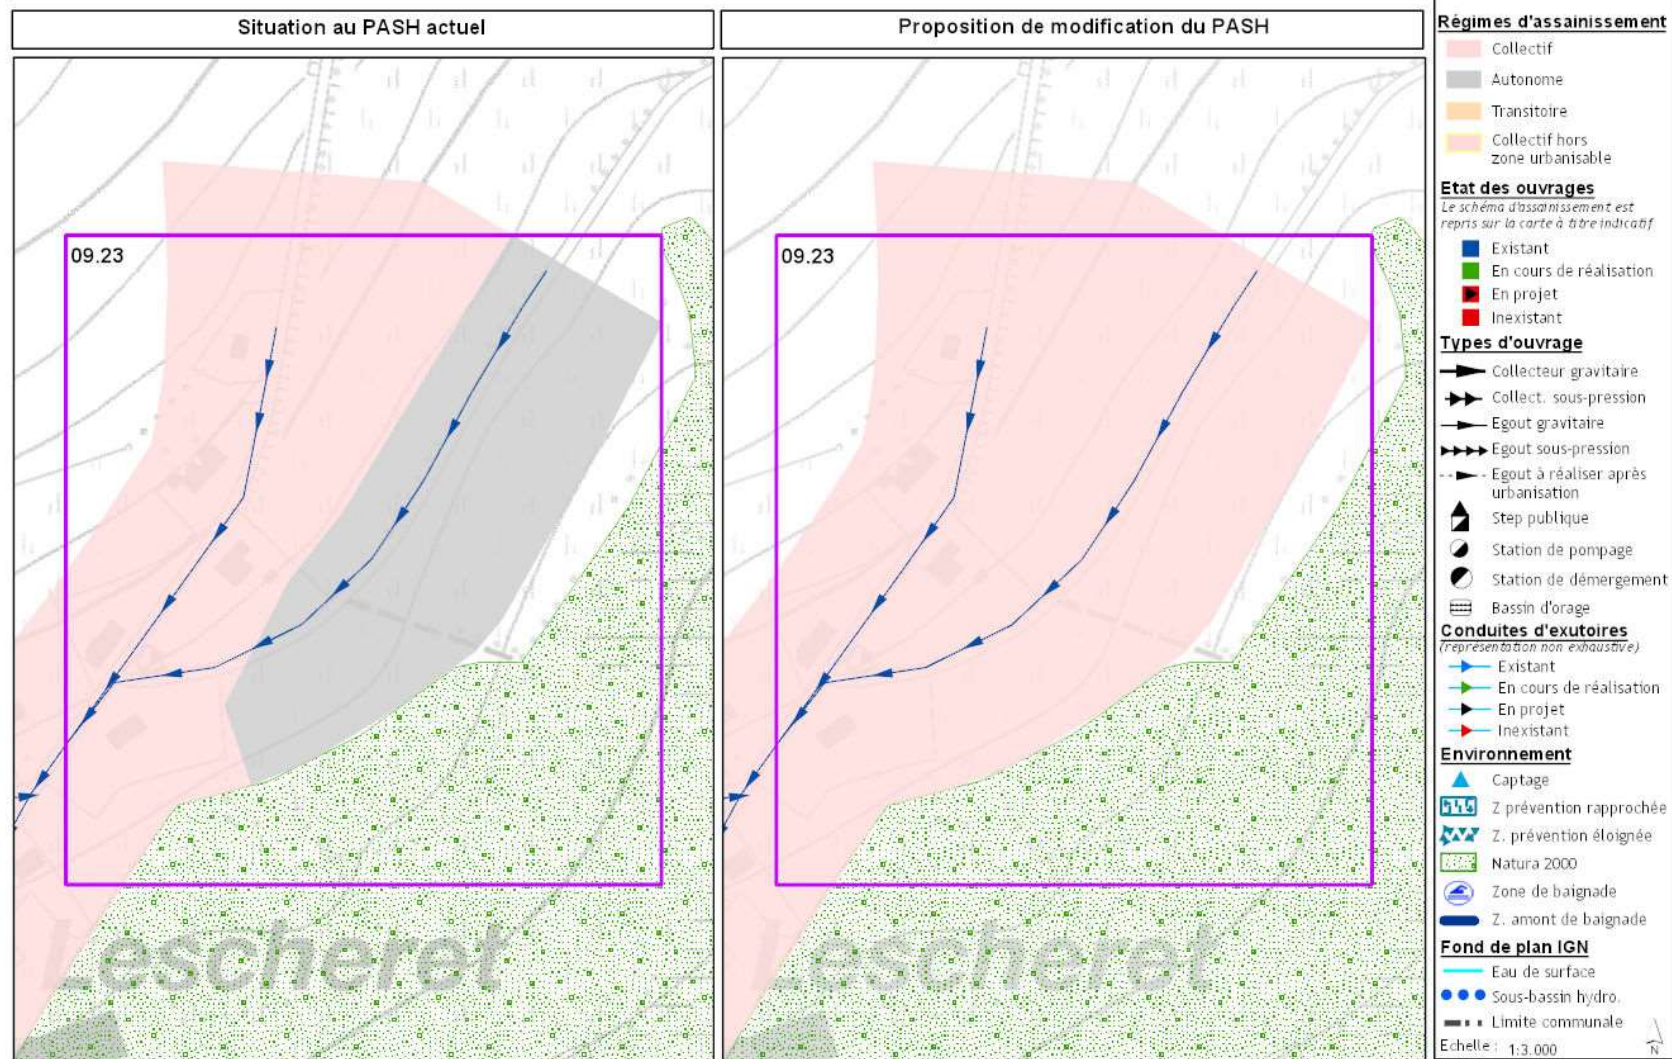 Situation au PASH actuel
Proposition de modification du PASH
09.23
Lescheret
09.23
Lescheret
Régimes d'assainissement
Collectif
Autonome
Transitoire
Collectif hors
zone urbanisable
Etat des ouvrages
Le schéma d'assainissement est
repris sur la carte à titre indicatif
Existant
En cours de réalisation
En projet
Inexistant
Types d'ouvrage
Collecteur gravitaire
Collect. sous-pression
Egout gravitaire
Egout sous-pression
Egout à réaliser après
urbanisation
Step publique
Station de pompage
Station de démergement
Bassin d'orage
Conduites d'exutoires
(représentation non exhaustive)
Existant
En cours de réalisation
En projet
Inexistant
Environnement
Captage
Z prévention rapprochée
Z. prévention éloignée
Natura 2000
Zone de baignade
Z. amont de baignade
Fond de plan IGN
Eau de surface
Sous-bassin hydro.
Limite communale
Echelle : 1:3.000
N